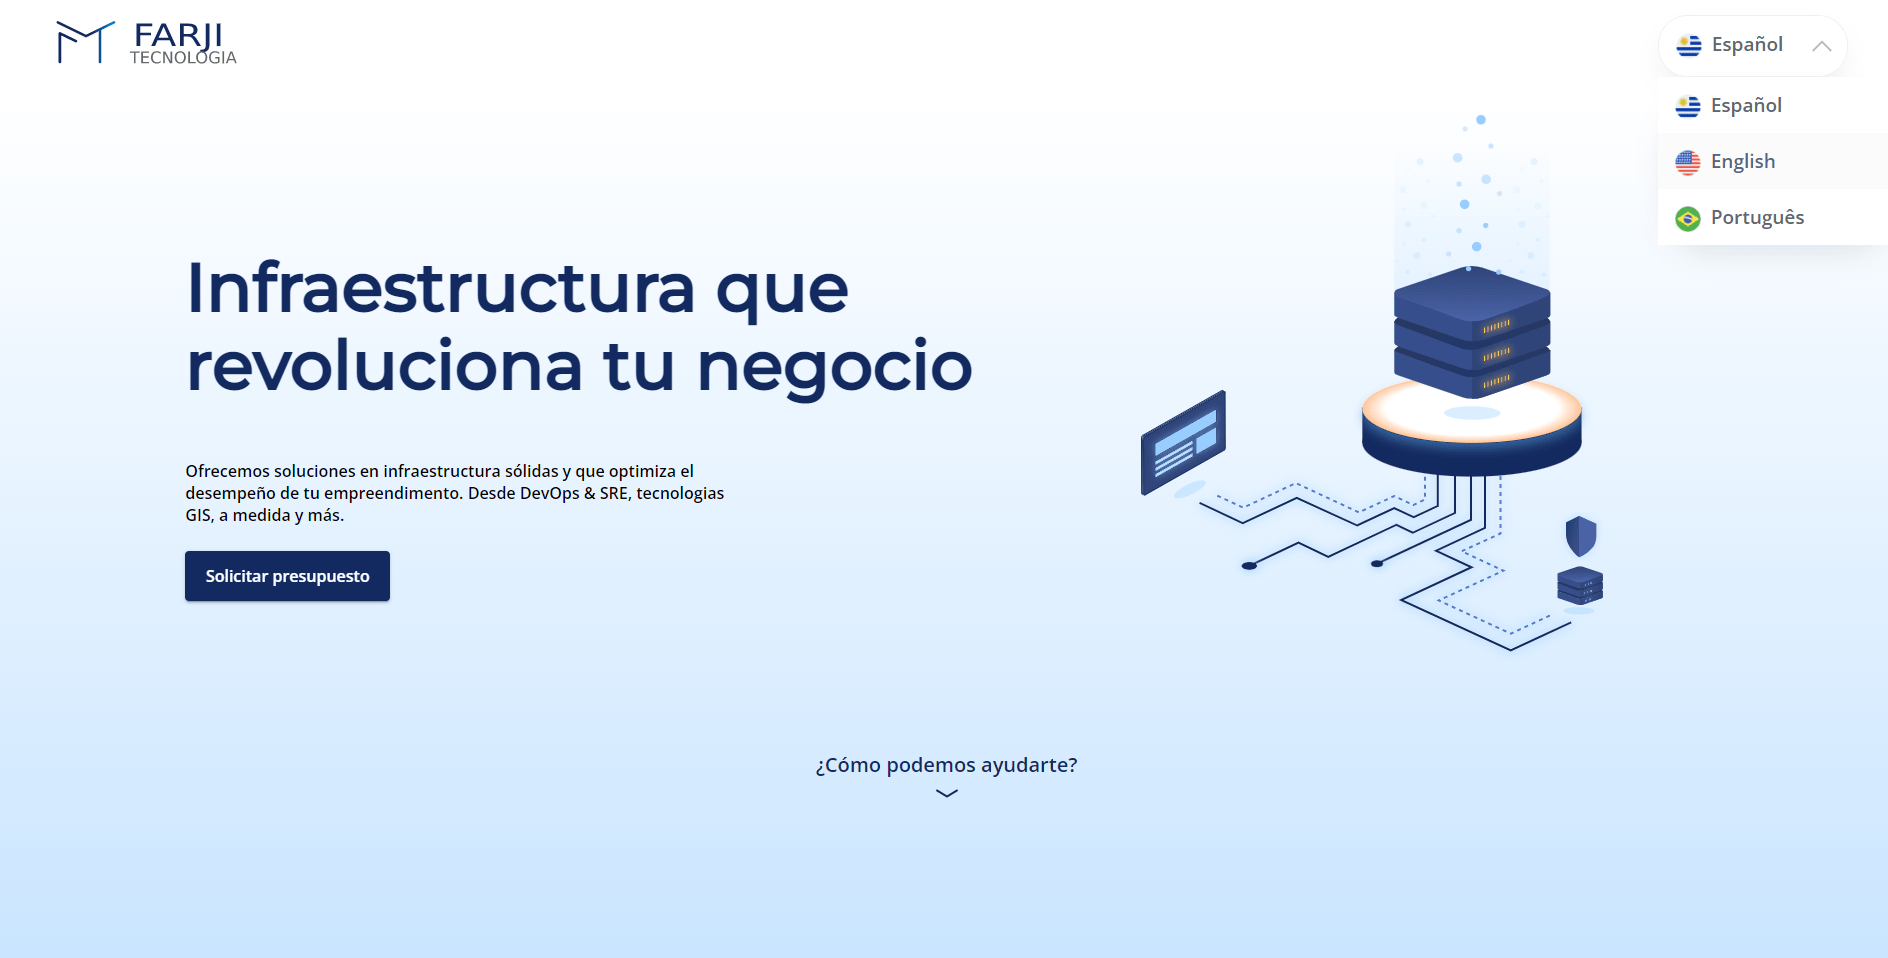 FARJI
TECNOLOGIA
Español
Español
English
Português
Infraestructura que
revoluciona tu negocio
Ofrecemos soluciones en infraestructura sólidas y que optimiza el
desempeño de tu empreendimento. Desde DevOps & SRE, tecnologias
GIS, a medida y más.
Solicitar presupuesto
¿Cómo podemos ayudarte?